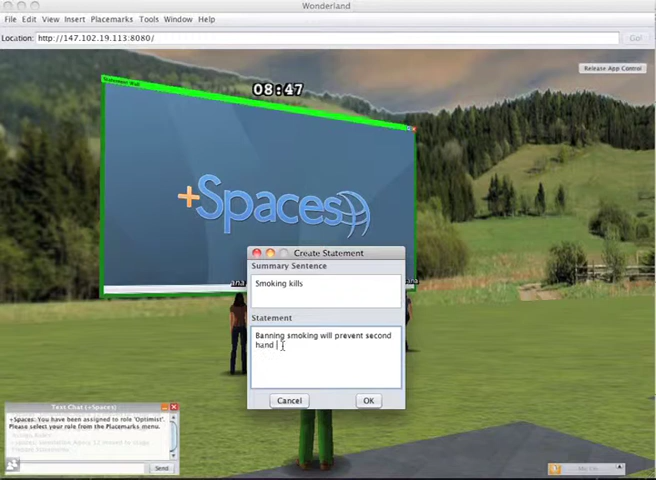 Wonderland
File Edit View Insert Placemarks Tools Window Help
Location: http://147.102.19.113:8080/ Go!
Release App Control
08:47
+Spaces
Create Statement
Summary Sentence
Smoking kills
Statement
Banning smoking will prevent second
hand
Cancel OK
Text Chat (+Spaces)
+Spaces: You have been assigned to role 'Optimist'.
Please select your role from the Placemarks menu.
Send